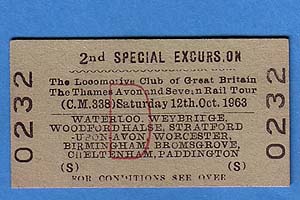 2nd SPECIAL EXCURS.ON
The Locomotive Club of Great Britain
The Thames Avon and Severn Rail Tour
(C.M.338) Saturday 12th. Oct. 1963
WATERLOO, WEYBRIDGE,
WOODFORD HALSE, STRATFORD
-UPON-AVON WORCESTER,
BIRMINGHAM, BROMSGROVE,
CHELTENHAM, PADDINGTON
(S) (S)
FOR CONDITIONS SEE OVER
0232
0232